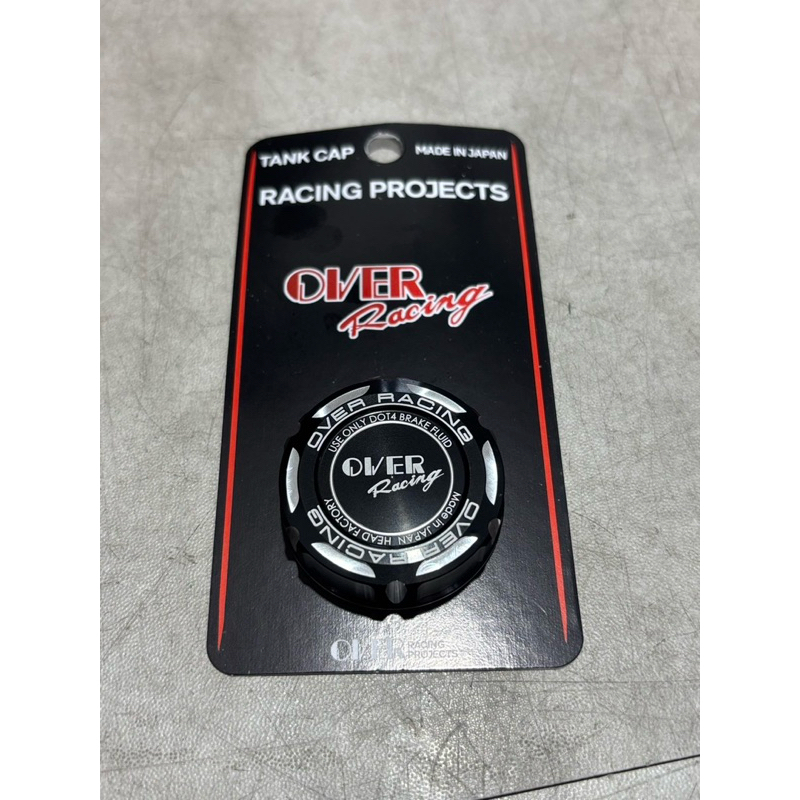 TANK CAP
MADE IN JAPAN
RACING PROJECTS
OVER
Racing
OVER RACING
USE ONLY DOT4 BRAKE FLUID
OVER
Racing
Made in JAPAN HEAD FACTORY
OVER RACING
OVER RACING
PROJECTS